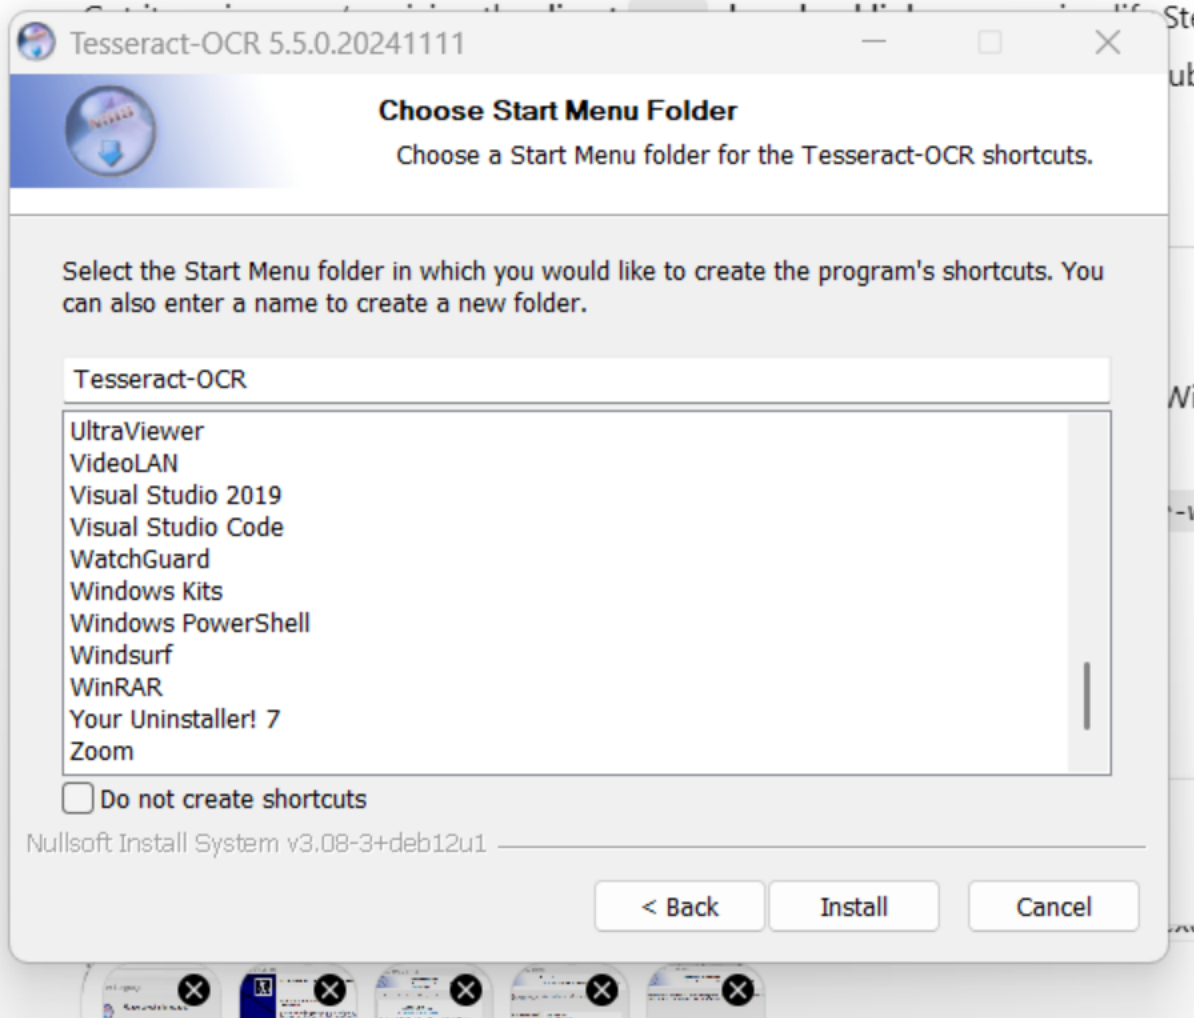 Tesseract-OCR 5.5.0.20241111
Choose Start Menu Folder
Choose a Start Menu folder for the Tesseract-OCR shortcuts.
Select the Start Menu folder in which you would like to create the program's shortcuts. You
can also enter a name to create a new folder.
Tesseract-OCR
UltraViewer
VideoLAN
Visual Studio 2019
Visual Studio Code
WatchGuard
Windows Kits
Windows PowerShell
Windsurf
WinRAR
Your Uninstaller! 7
Zoom
Do not create shortcuts
Nullsoft Install System v3.08-3+deb12u1
< Back
Install
Cancel